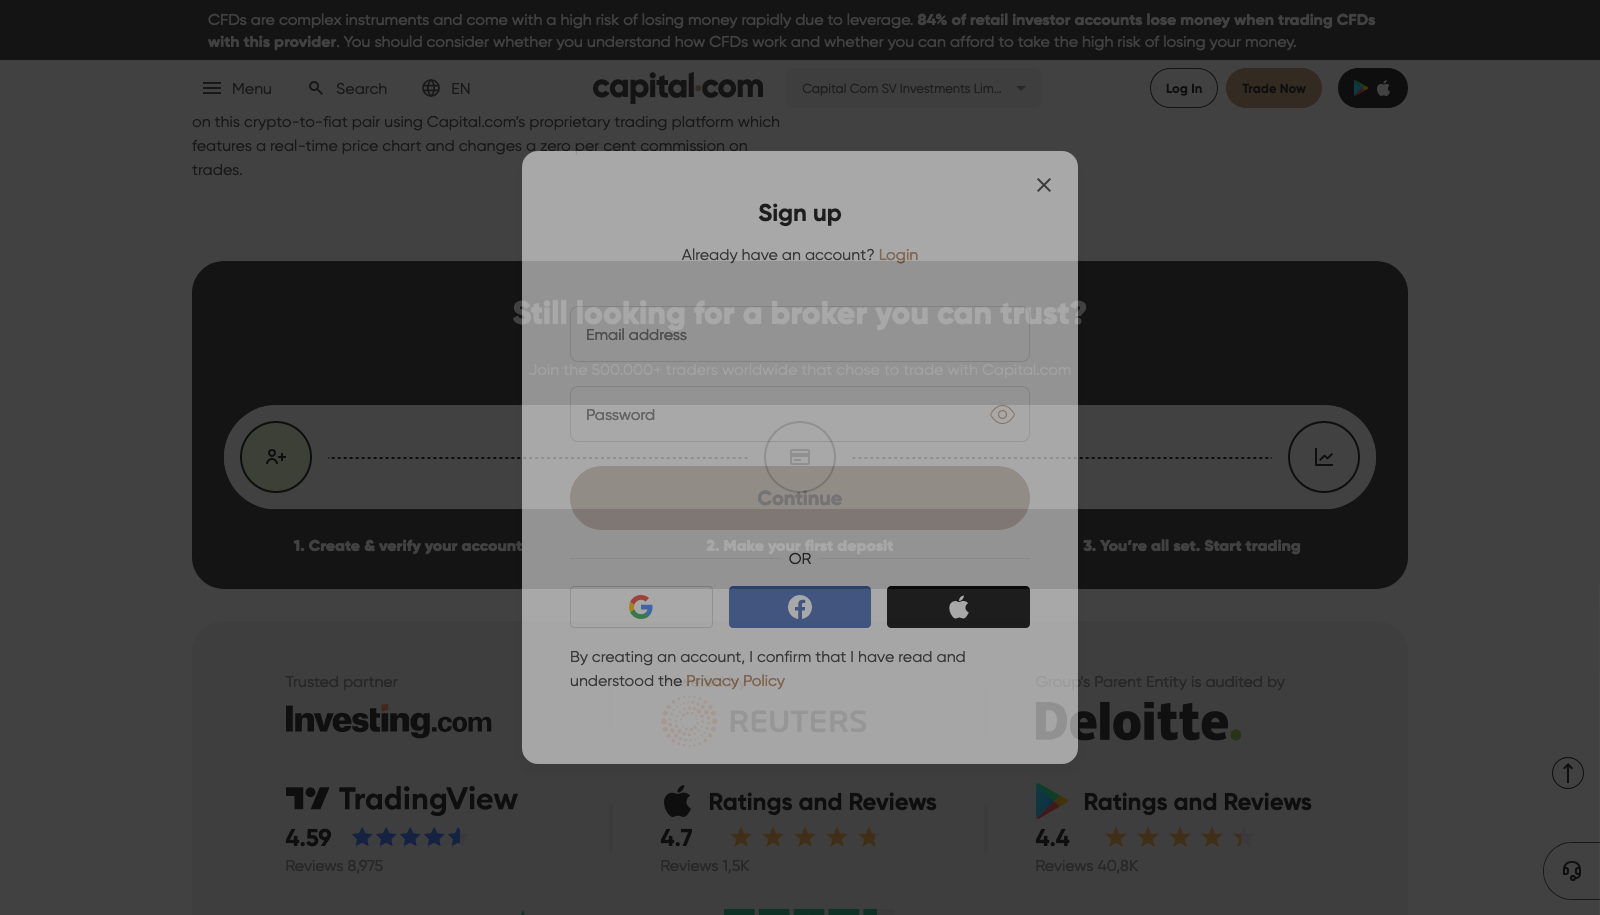 CFDs are complex instruments and come with a high risk of losing money rapidly due to leverage. 84% of retail investor accounts lose money when trading CFDs
with this provider. You should consider whether you understand how CFDs work and whether you can afford to take the high risk of losing your money.
Menu
Search
EN
capital.com
Capital Com SV Investments Lim...
Log In
Trade Now
on this crypto-to-fiat pair using Capital.com's proprietary trading platform which
features a real-time price chart and changes a zero per cent commission on
trades.
Sign up
Already have an account? Login
Still looking for a broker you can trust?
Email address
Join the 500.000+ traders worldwide that chose to trade with Capital.com
Password
Continue
1. Create & verify your account
2. Make your first deposit
3. You're all set. Start trading
OR
By creating an account, I confirm that I have read and
understood the Privacy Policy
Trusted partner
Investing.com
REUTERS
Group's Parent Entity is audited by
Deloitte.
TradingView
4.59
Reviews 8,975
Ratings and Reviews
4.7
Reviews 1,5K
Ratings and Reviews
4.4
Reviews 40,8K